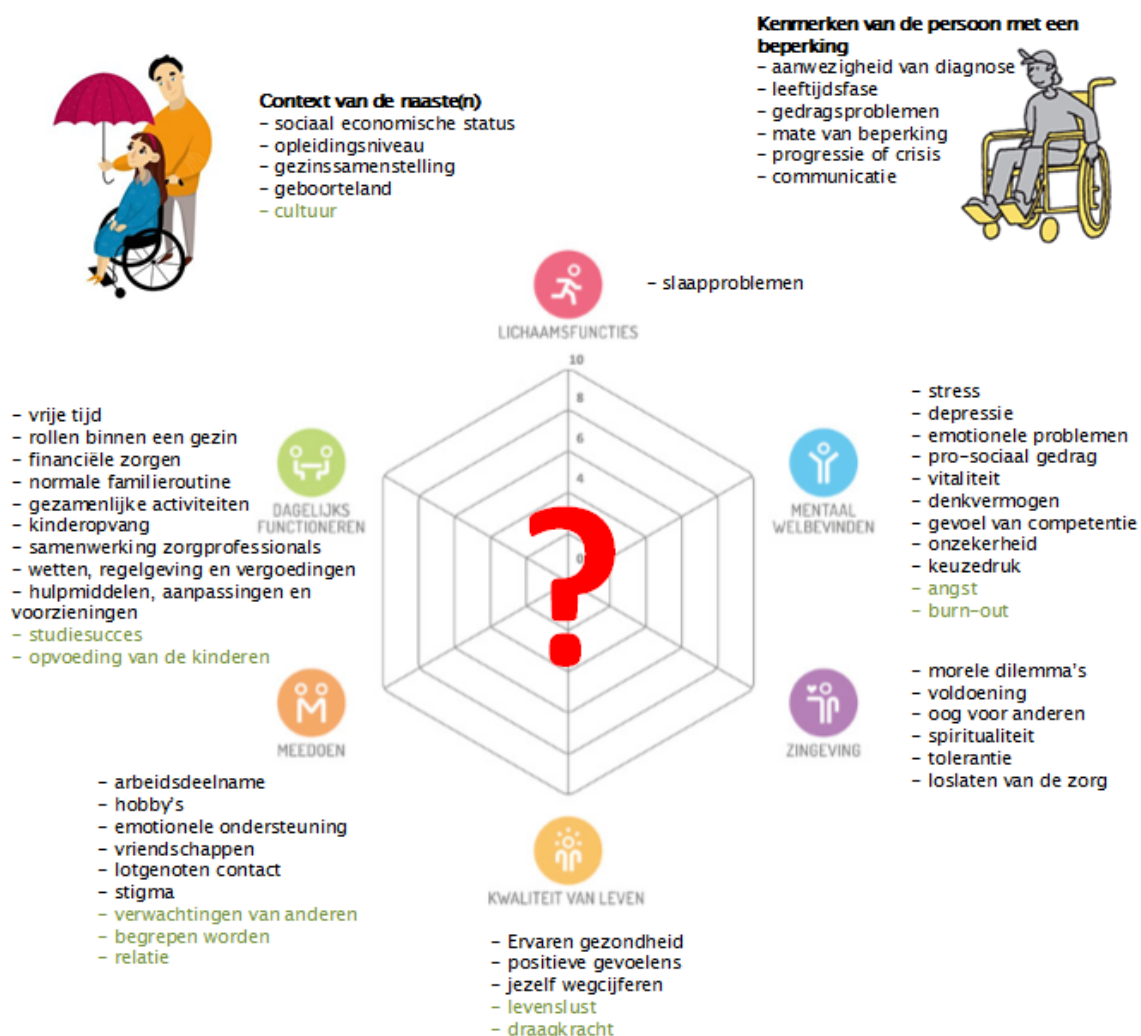 Context van de naaste(n)
- sociaal economische status
- opleidingsniveau
- gezinssamenstelling
- geboorteland
- cultuur
Kenmerken van de persoon met een
beperking
- aanwezigheid van diagnose
- leeftijdsfase
- gedragsproblemen
- mate van beperking
- progressie of crisis
- communicatie
- slaapproblemen
LICHAAMSFUNCTIES
10
8
6
4
0
?
- vrije tijd
- rollen binnen een gezin
- financiële zorgen
- normale familieroutine
- gezamenlijke activiteiten
- kinderopvang
- samenwerking zorgprofessionals
- wetten, regelgeving en vergoedingen
- hulpmiddelen, aanpassingen en
voorzieningen
- studiesucces
- opvoeding van de kinderen
DAGELIJKS
FUNCTIONEREN
MENTAAL
WELBEVINDEN
- stress
- depressie
- emotionele problemen
- pro-sociaal gedrag
- vitaliteit
- denkvermogen
- gevoel van competentie
- onzekerheid
- keuzedruk
- angst
- burn-out
MEEDOEN
- arbeidsdeelname
- hobby's
- emotionele ondersteuning
- vriendschappen
- lotgenoten contact
- stigma
- verwachtingen van anderen
- begrepen worden
- relatie
ZINGEVING
- morele dilemma's
- voldoening
- oog voor anderen
- spiritualiteit
- tolerantie
- loslaten van de zorg
KWALITEIT VAN LEVEN
- Ervaren gezondheid
- positieve gevoelens
- jezelf wegcijferen
- levenslust
- draagkracht